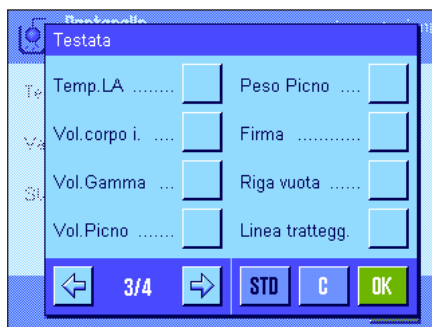 Testata
Temp.LA ........
Peso Picno ....
Vol.corpo i. ....
Firma ............
Vol.Gamma ...
Riga vuota ......
Vol.Picno .......
Linea trattegg.
3/4
STD
C
OK